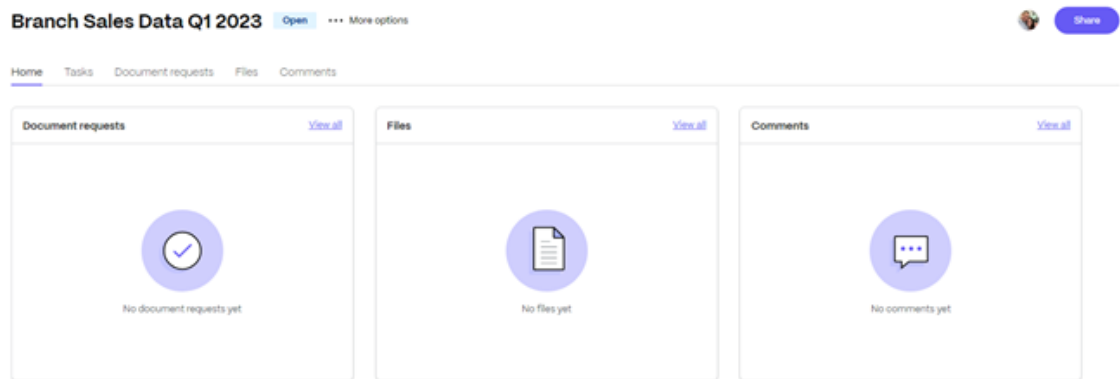 Branch Sales Data Q1 2023 Open ••• More options Share
Home Tasks Document requests Files Comments
Document requests View all
Files View all
Comments View all
No document requests yet
No files yet
No comments yet